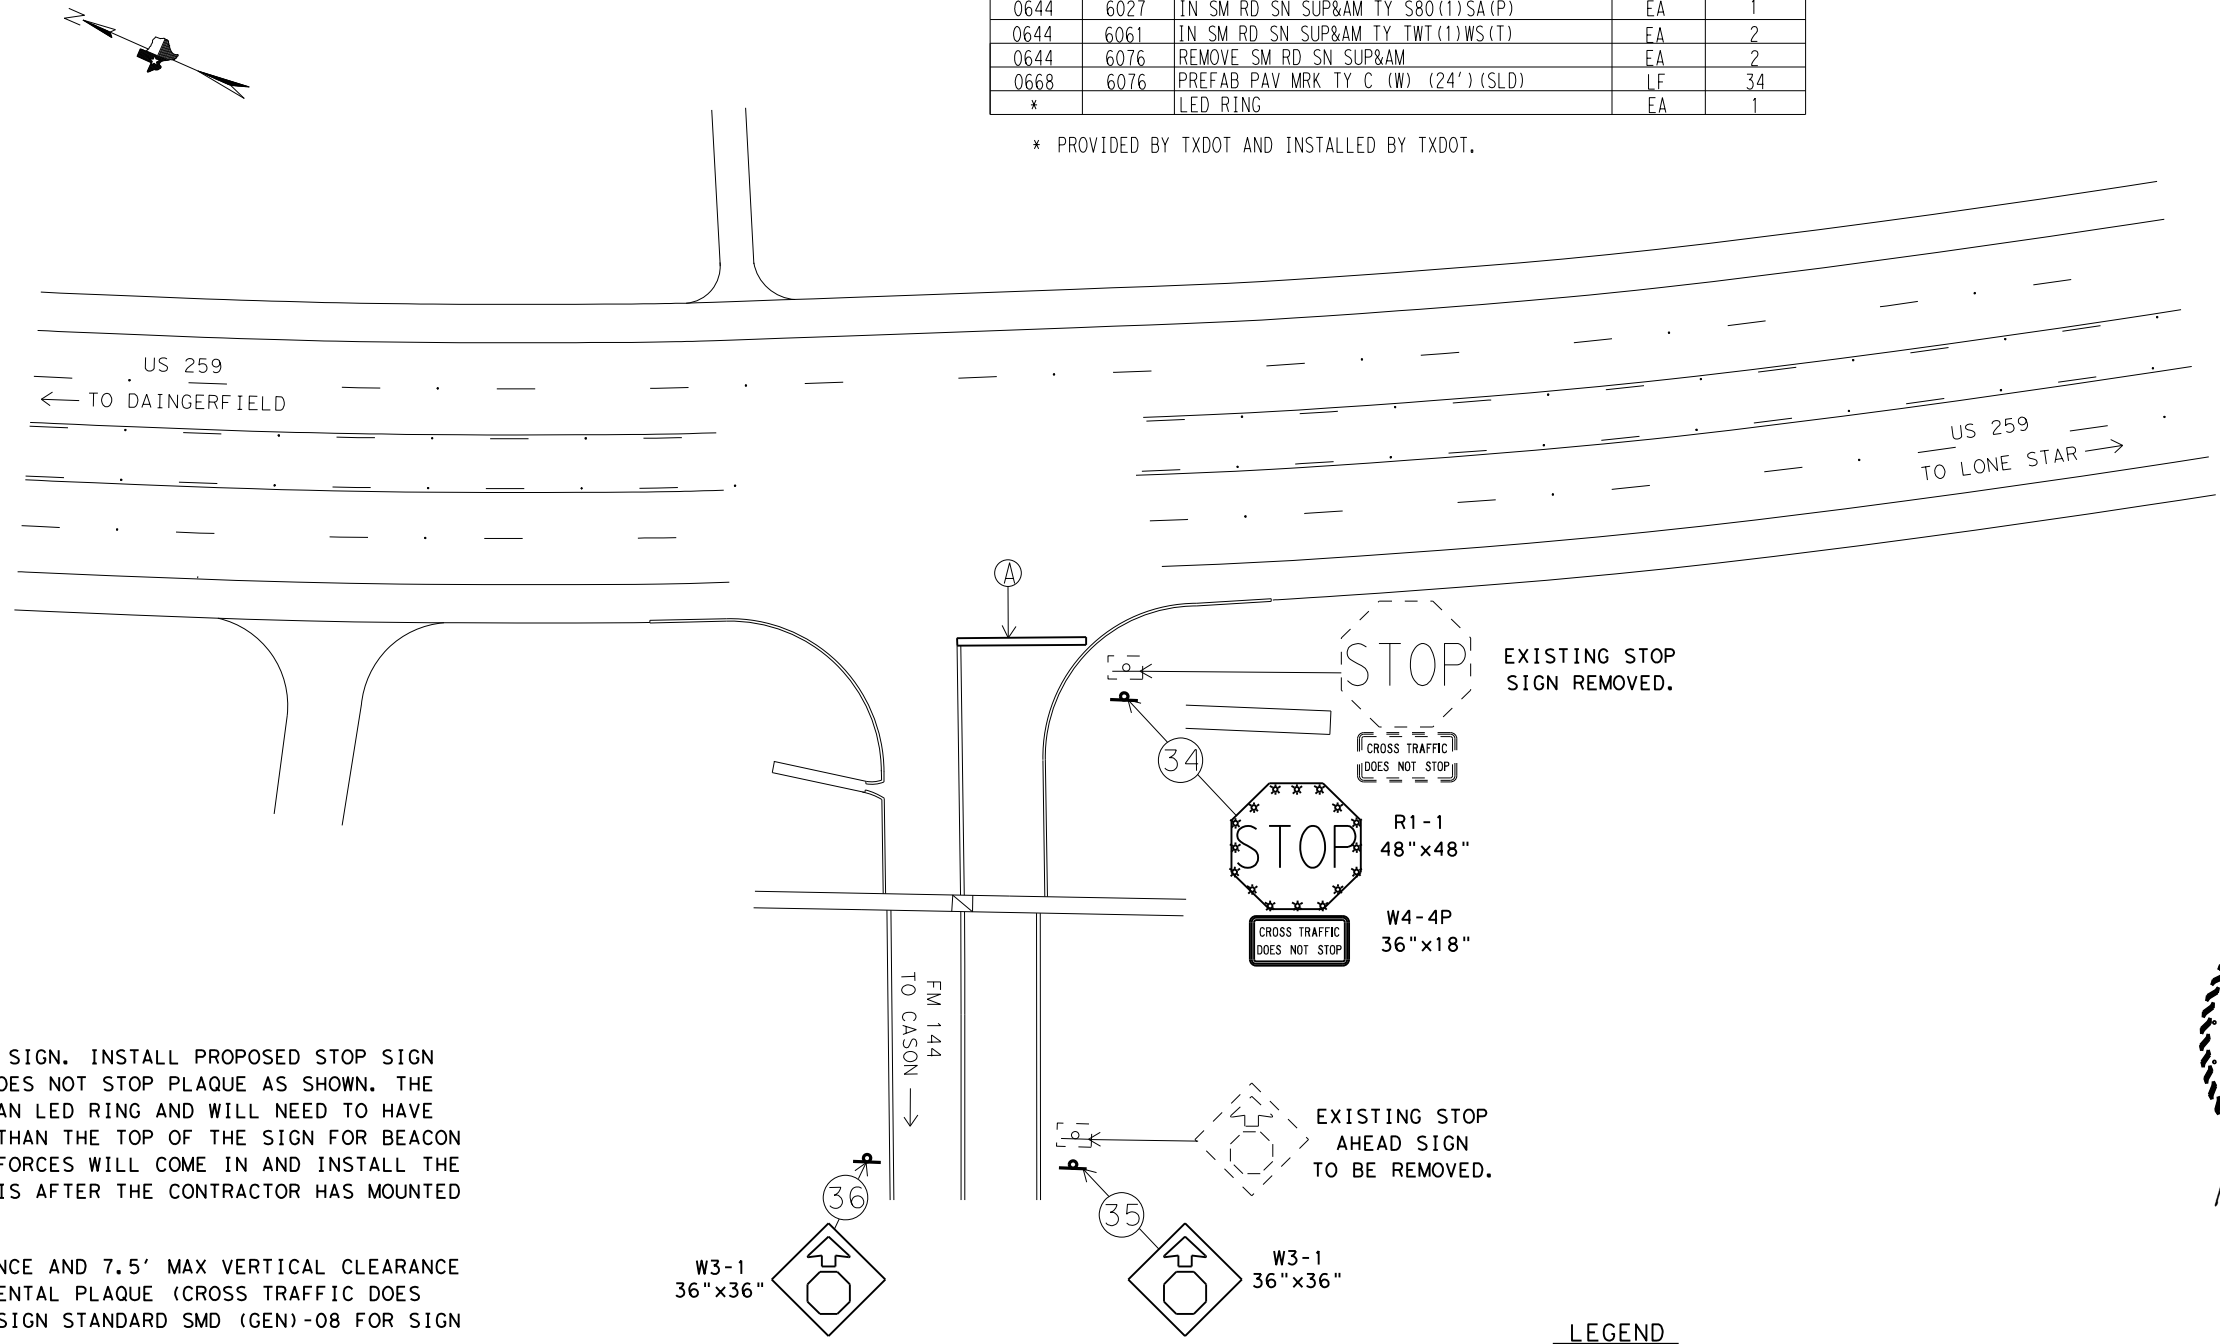 0644 6027 IN SM RD SN SUP&AM TY S80(1)SA(P) EA 1
0644 6061 IN SM RD SN SUP&AM TY TWT(1)WS(T) EA 2
0644 6076 REMOVE SM RD SN SUP&AM EA 2
0668 6076 PREFAB PAV MRK TY C (W) (24')(SLD) LF 34
* LED RING EA 1
* PROVIDED BY TXDOT AND INSTALLED BY TXDOT.
N
US 259
TO DAINGERFIELD
US 259
TO LONE STAR
A
STOP
CROSS TRAFFIC
DOES NOT STOP
EXISTING STOP
SIGN REMOVED.
34
STOP
R1-1
48"x48"
CROSS TRAFFIC
DOES NOT STOP
W4-4P
36"x18"
FM 144
TO CASON
SIGN. INSTALL PROPOSED STOP SIGN
OES NOT STOP PLAQUE AS SHOWN. THE
AN LED RING AND WILL NEED TO HAVE
THAN THE TOP OF THE SIGN FOR BEACON
FORCES WILL COME IN AND INSTALL THE
IS AFTER THE CONTRACTOR HAS MOUNTED
NCE AND 7.5' MAX VERTICAL CLEARANCE
ENTAL PLAQUE (CROSS TRAFFIC DOES
SIGN STANDARD SMD (GEN)-08 FOR SIGN
EXISTING STOP
AHEAD SIGN
TO BE REMOVED.
36
W3-1
36"x36"
35
W3-1
36"x36"
LEGEND